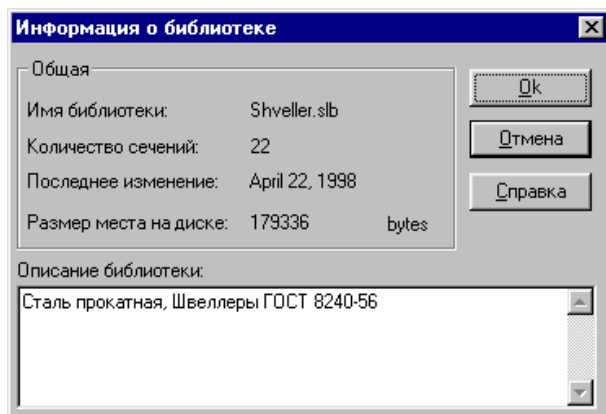 Информация о библиотеке
Общая
Имя библиотеки: Shveller.slb
Количество сечений: 22
Последнее изменение: April 22, 1998
Размер места на диске: 179336 bytes
Ok
Отмена
Справка
Описание библиотеки:
Сталь прокатная, Швеллеры ГОСТ 8240-56